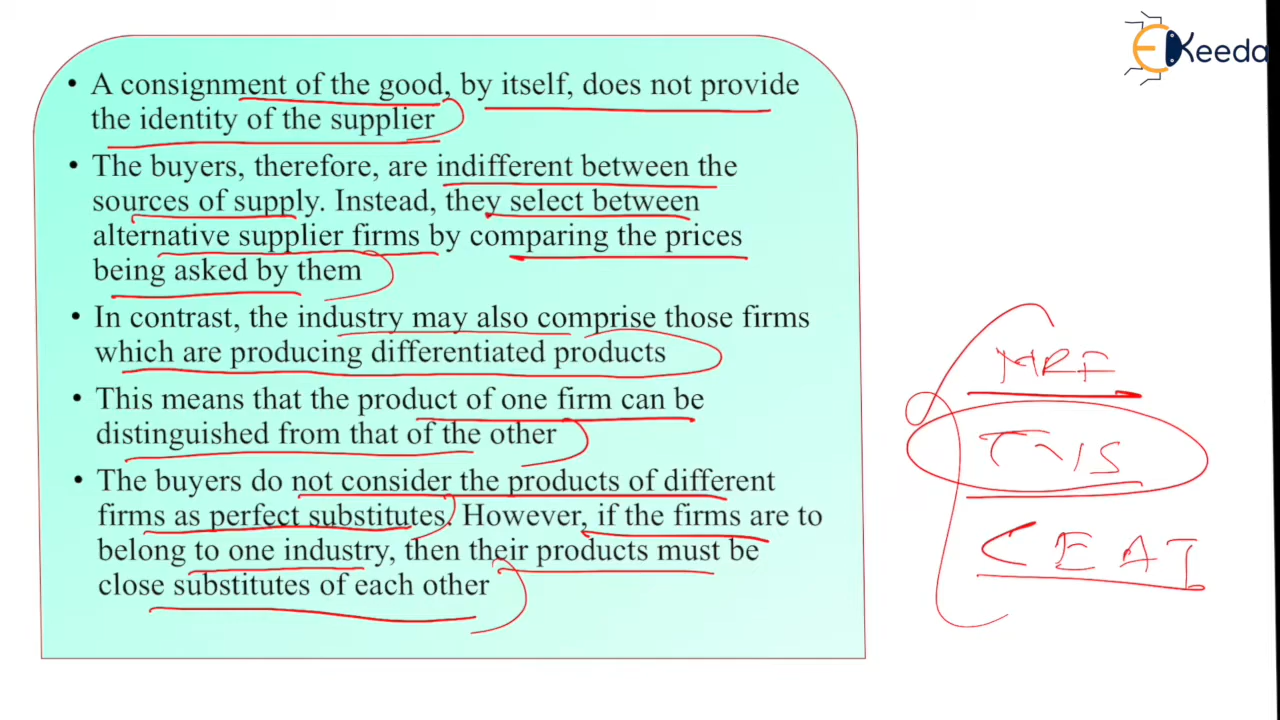 EKeeda
• A consignment of the good, by itself, does not provide
the identity of the supplier
• The buyers, therefore, are indifferent between the
sources of supply. Instead, they select between
alternative supplier firms by comparing the prices
being asked by them
• In contrast, the industry may also comprise those firms
which are producing differentiated products
• This means that the product of one firm can be
distinguished from that of the other
• The buyers do not consider the products of different
firms as perfect substitutes. However, if the firms are to
belong to one industry, then their products must be
close substitutes of each other
MRF
TVS
CEAT